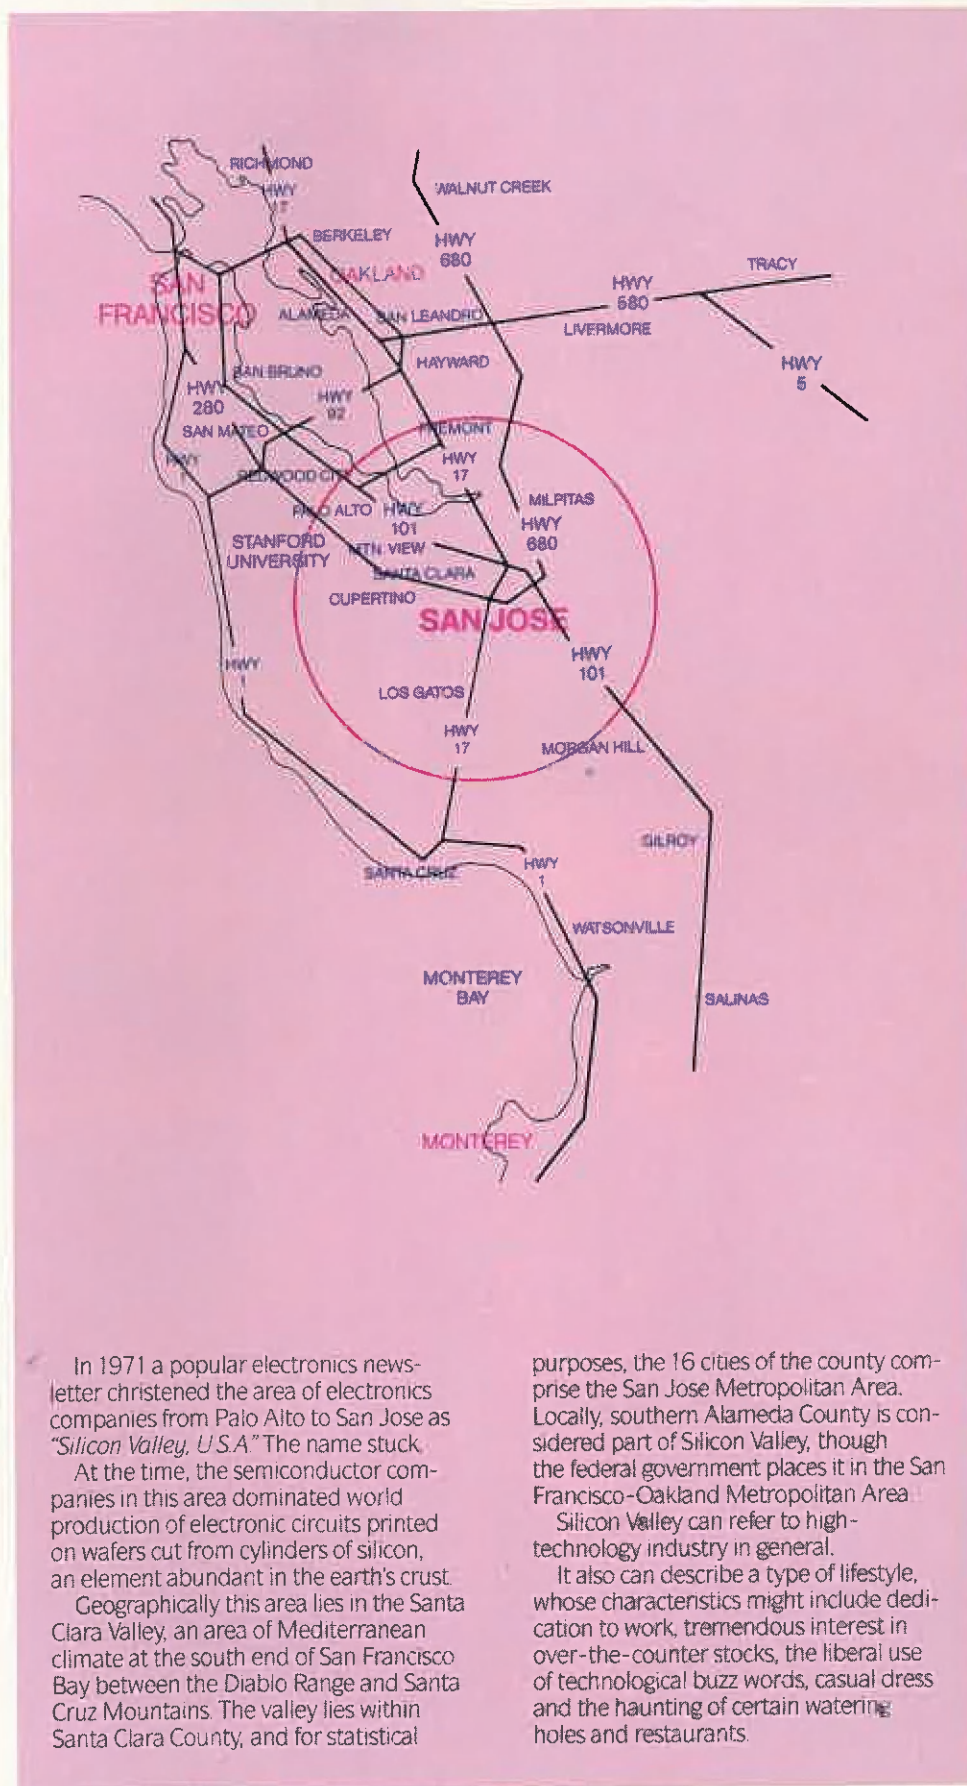 RICHMOND
HWY
17
WALNUT CREEK
BERKELEY
HWY
680
OAKLAND
TRACY
SAN
FRANCISCO
HWY
580
ALAMEDA
SAN LEANDRO
LIVERMORE
HAYWARD
HWY
5
SAN BRUNO
HWY
280
HWY
92
SAN MATEO
FREMONT
HWY
HWY
17
REDWOOD CITY
MILPITAS
PALO ALTO
HWY
101
HWY
680
STANFORD
UNIVERSITY
MTN. VIEW
SANTA CLARA
CUPERTINO
SAN JOSE
HWY
101
HWY
1
LOS GATOS
HWY
17
MORGAN HILL
GILROY
SANTA CRUZ
HWY
1
WATSONVILLE
MONTEREY
BAY
SALINAS
MONTEREY
In 1971 a popular electronics news-
letter christened the area of electronics
companies from Palo Alto to San Jose as
"Silicon Valley, U.S.A." The name stuck.
At the time, the semiconductor com-
panies in this area dominated world
production of electronic circuits printed
on wafers cut from cylinders of silicon,
an element abundant in the earth's crust.
Geographically this area lies in the Santa
Clara Valley, an area of Mediterranean
climate at the south end of San Francisco
Bay between the Diablo Range and Santa
Cruz Mountains. The valley lies within
Santa Clara County, and for statistical
purposes, the 16 cities of the county com-
prise the San Jose Metropolitan Area.
Locally, southern Alameda County is con-
sidered part of Silicon Valley, though
the federal government places it in the San
Francisco-Oakland Metropolitan Area.
Silicon Valley can refer to high-
technology industry in general.
It also can describe a type of lifestyle,
whose characteristics might include dedi-
cation to work, tremendous interest in
over-the-counter stocks, the liberal use
of technological buzz words, casual dress
and the haunting of certain watering
holes and restaurants.